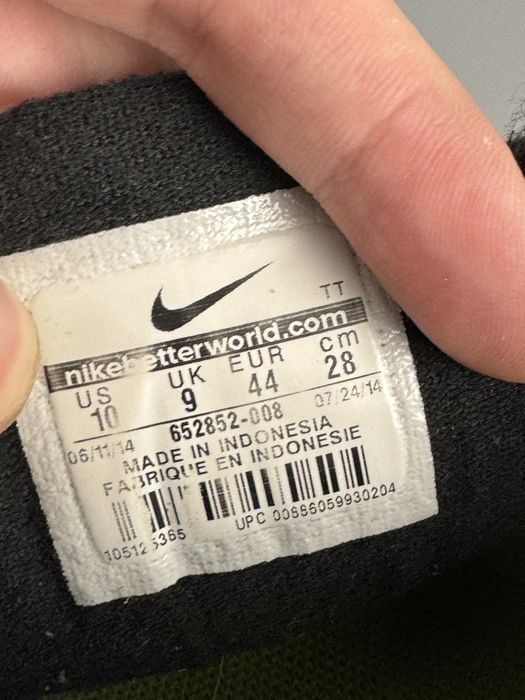 TT
nikebetterworld.com
US UK EUR cm
10 9 44 28
06/11/14 652852-008 07/24/14
MADE IN INDONESIA
FABRIQUE EN INDONESIE
UPC 00886059930204